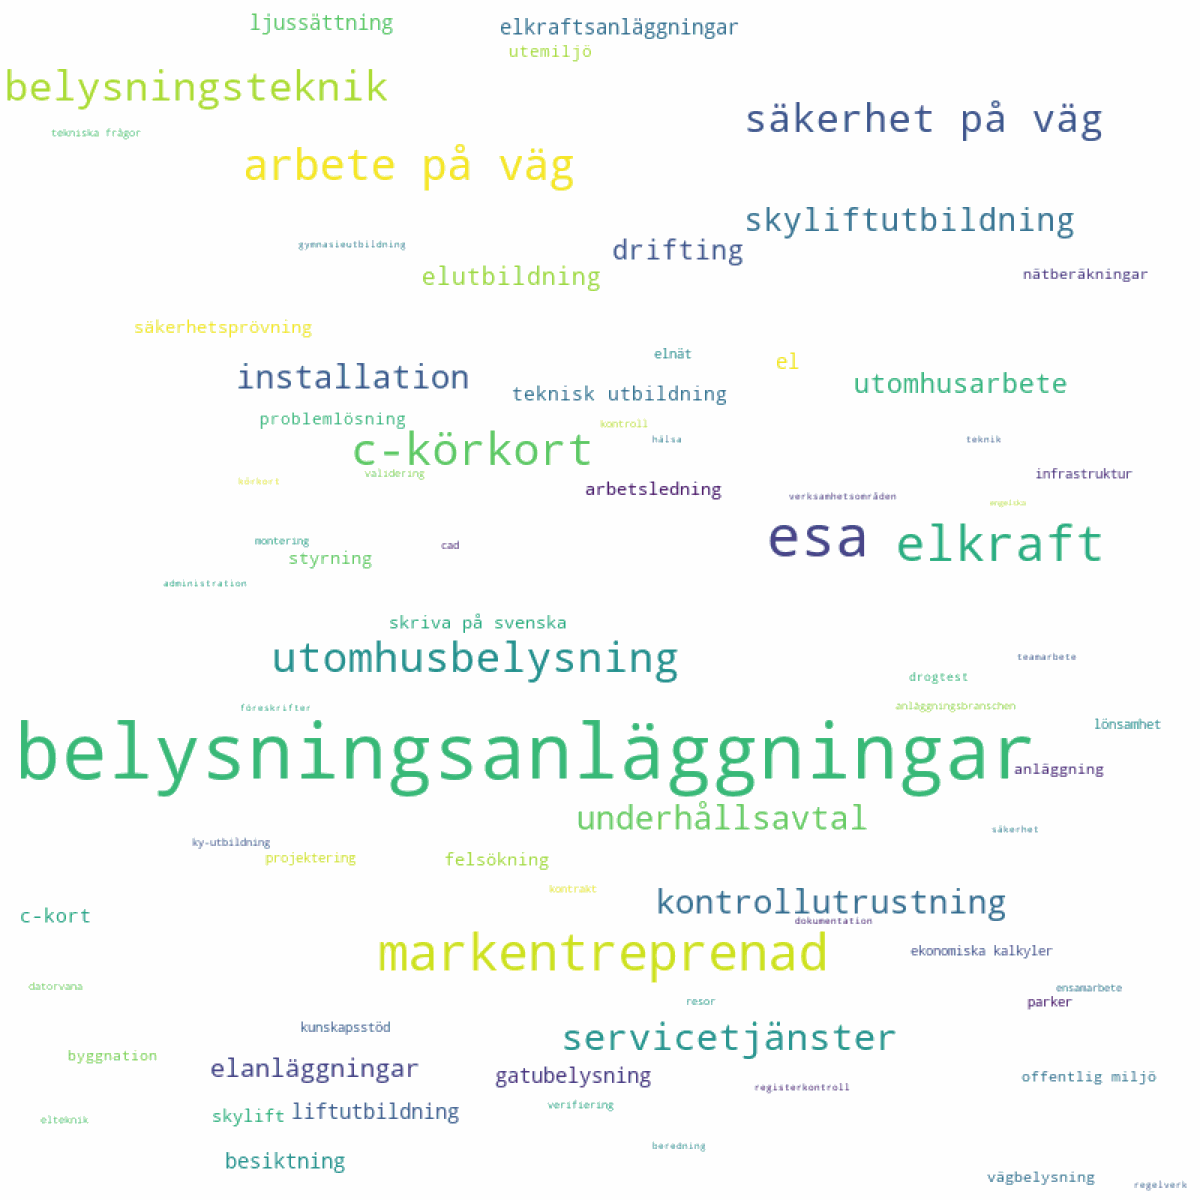 ljussättning
elkraftsanläggningar
utemiljö
belysningsteknik
säkerhet på väg
tekniska frågor
arbete på väg
skyliftutbildning
gymnasieutbildning
drifting
elutbildning
nätberäkningar
säkerhetsprövning
elnät
el
installation
teknisk utbildning
utomhusarbete
problemlösning
kontroll
c-körkort
hälsa
teknik
validering
infrastruktur
körkort
arbetsledning
verksamhetsområden
engelska
esa
elkraft
montering
cad
styrning
administration
skriva på svenska
utomhusbelysning
teamarbete
drogtest
föreskrifter
anläggningsbranschen
lönsamhet
belysningsanläggningar
anläggning
underhållsavtal
säkerhet
ky-utbildning
projektering
felsökning
kontrakt
kontrollutrustning
c-kort
dokumentation
markentreprenad
ekonomiska kalkyler
datorvana
ensamarbete
resor
parker
kunskapsstöd
servicetjänster
byggnation
elanläggningar
gatubelysning
offentlig miljö
registerkontroll
verifiering
skylift
liftutbildning
elteknik
beredning
besiktning
vägbelysning
regelverk